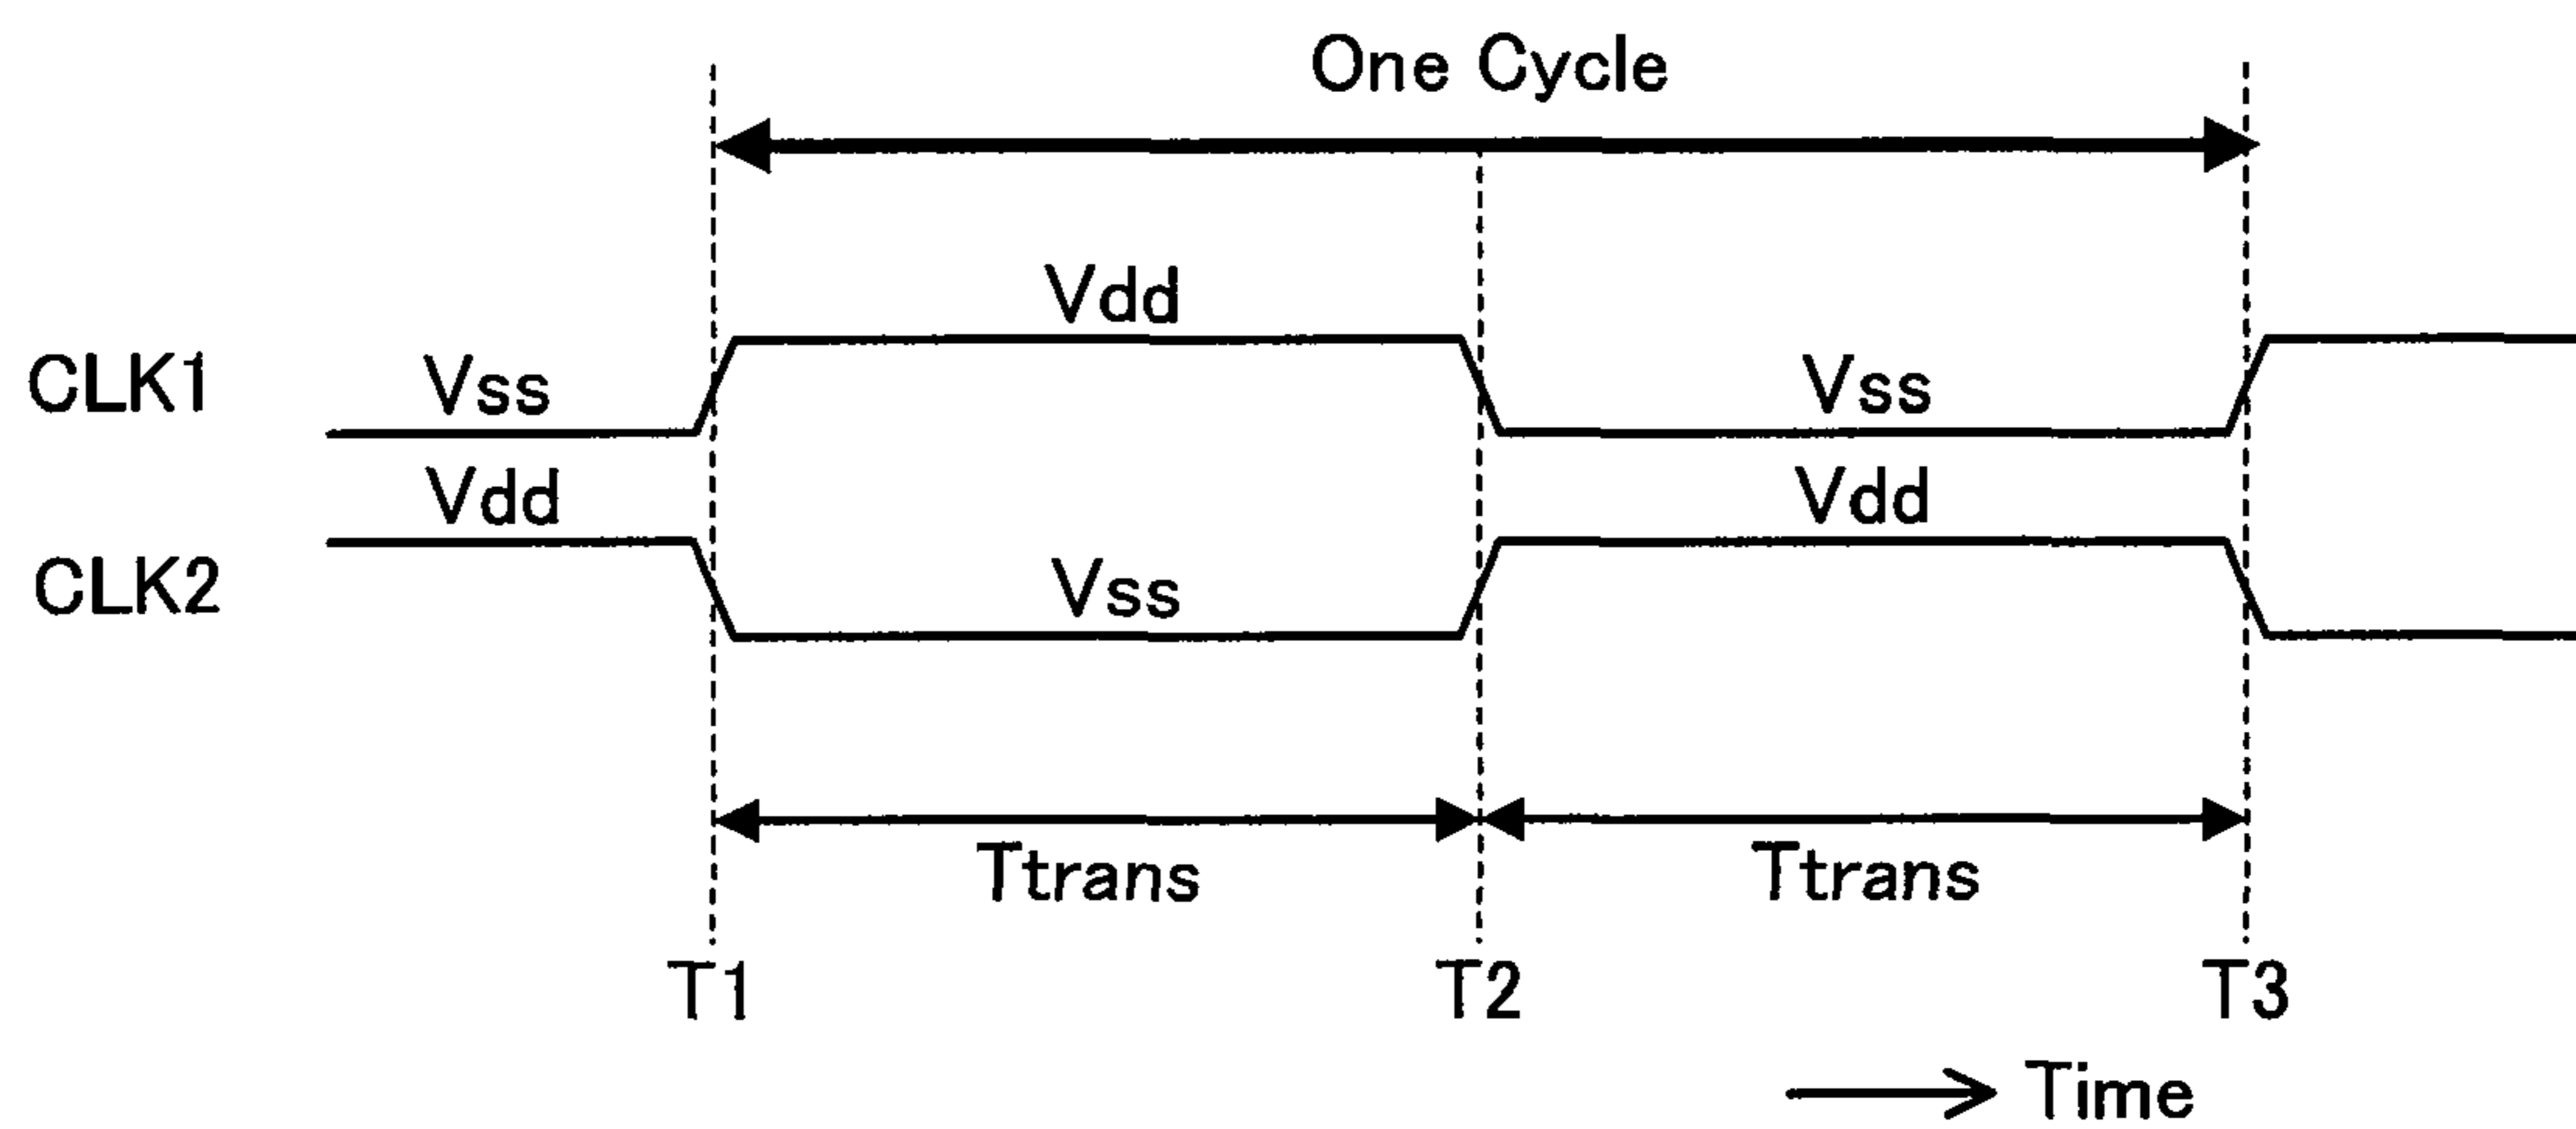 One Cycle
Vdd
CLK1 Vss Vss
Vdd Vdd
CLK2 Vss
Ttrans Ttrans
T1 T2 T3
Time